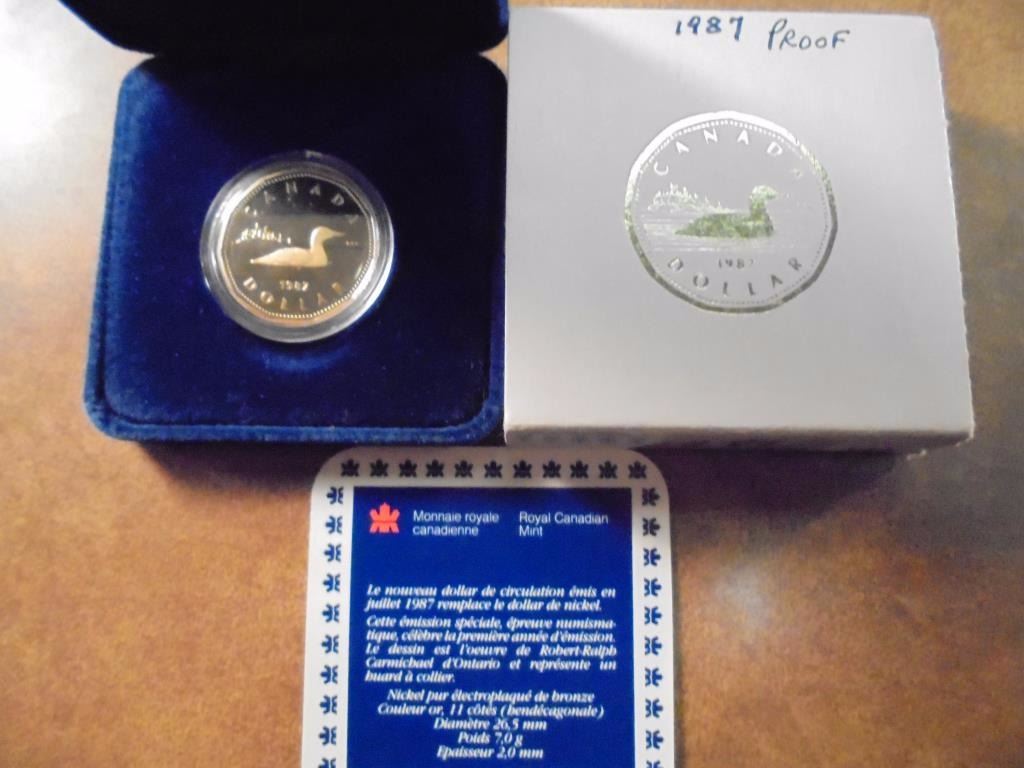 1987 PROOF
CANADA
1987
DOLLAR
CANADA
1987
DOLLAR
Monnaie royale canadienne
Royal Canadian Mint
Le nouveau dollar de circulation émis en
juillet 1987 remplace le dollar de nickel.
Cette émission spéciale, épreuve numisma-
tique, célèbre la première année d'émission.
Le dessin est l'oeuvre de Robert-Ralph
Carmichael d'Ontario et représente un
huard à collier.
Nickel pur électroplaqué de bronze
Couleur or, 11 côtés (hendécagonale)
Diamètre 26,5 mm
Poids 7,0 g
Epaisseur 2,0 mm